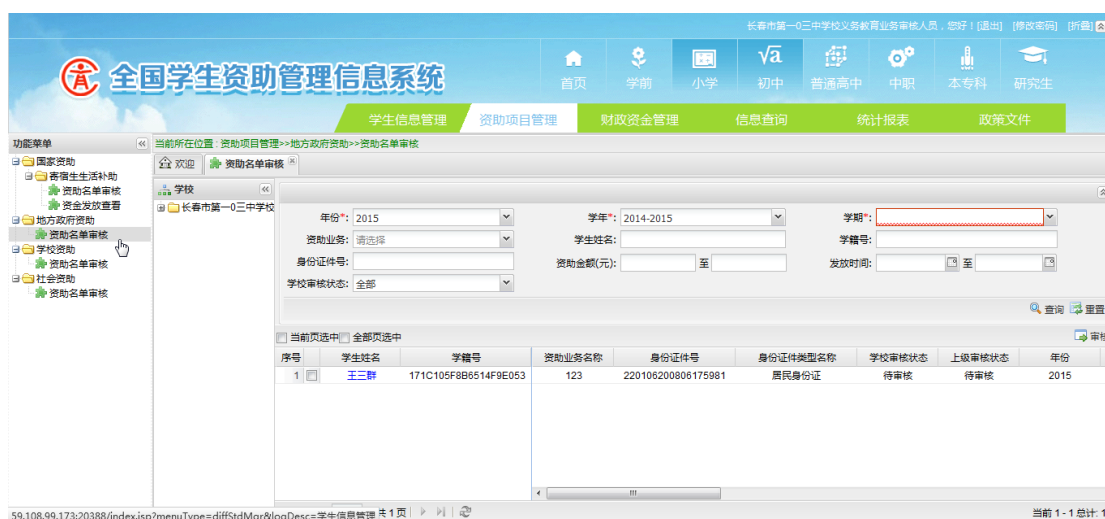 长春市第一0三中学校义务教育业务审核人员，您好！[退出] [修改密码] [折叠]
全国学生资助管理信息系统
首页 学前 小学 初中 普通高中 中职 本专科 研究生
学生信息管理 资助项目管理 财政资金管理 信息查询 统计报表 政策文件
功能菜单
国家资助
寄宿生生活补助
资助名单审核
资金发放查看
地方政府资助
资助名单审核
学校资助
资助名单审核
社会资助
资助名单审核
当前所在位置：资助项目管理>>地方政府资助>>资助名单审核
欢迎 资助名单审核
学校
长春市第一0三中学校
年份*: 2015 学年*: 2014-2015 学期*:
资助业务: 请选择 学生姓名: 学籍号:
身份证件号: 资助金额(元): 至 发放时间: 至
学校审核状态: 全部
查询 重置
当前页选中 全部页选中 审核
序号 学生姓名 学籍号 资助业务名称 身份证件号 身份证件类型名称 学校审核状态 上级审核状态 年份
1 王三群 171C105F8B6514F9E053 123 220106200806175981 居民身份证 待审核 待审核 2015
59.108.99.173:20388/index.jsp?menuType=diffStdMgr&logDesc=学生信息管理 共1页 当前 1 - 1 总计: 1